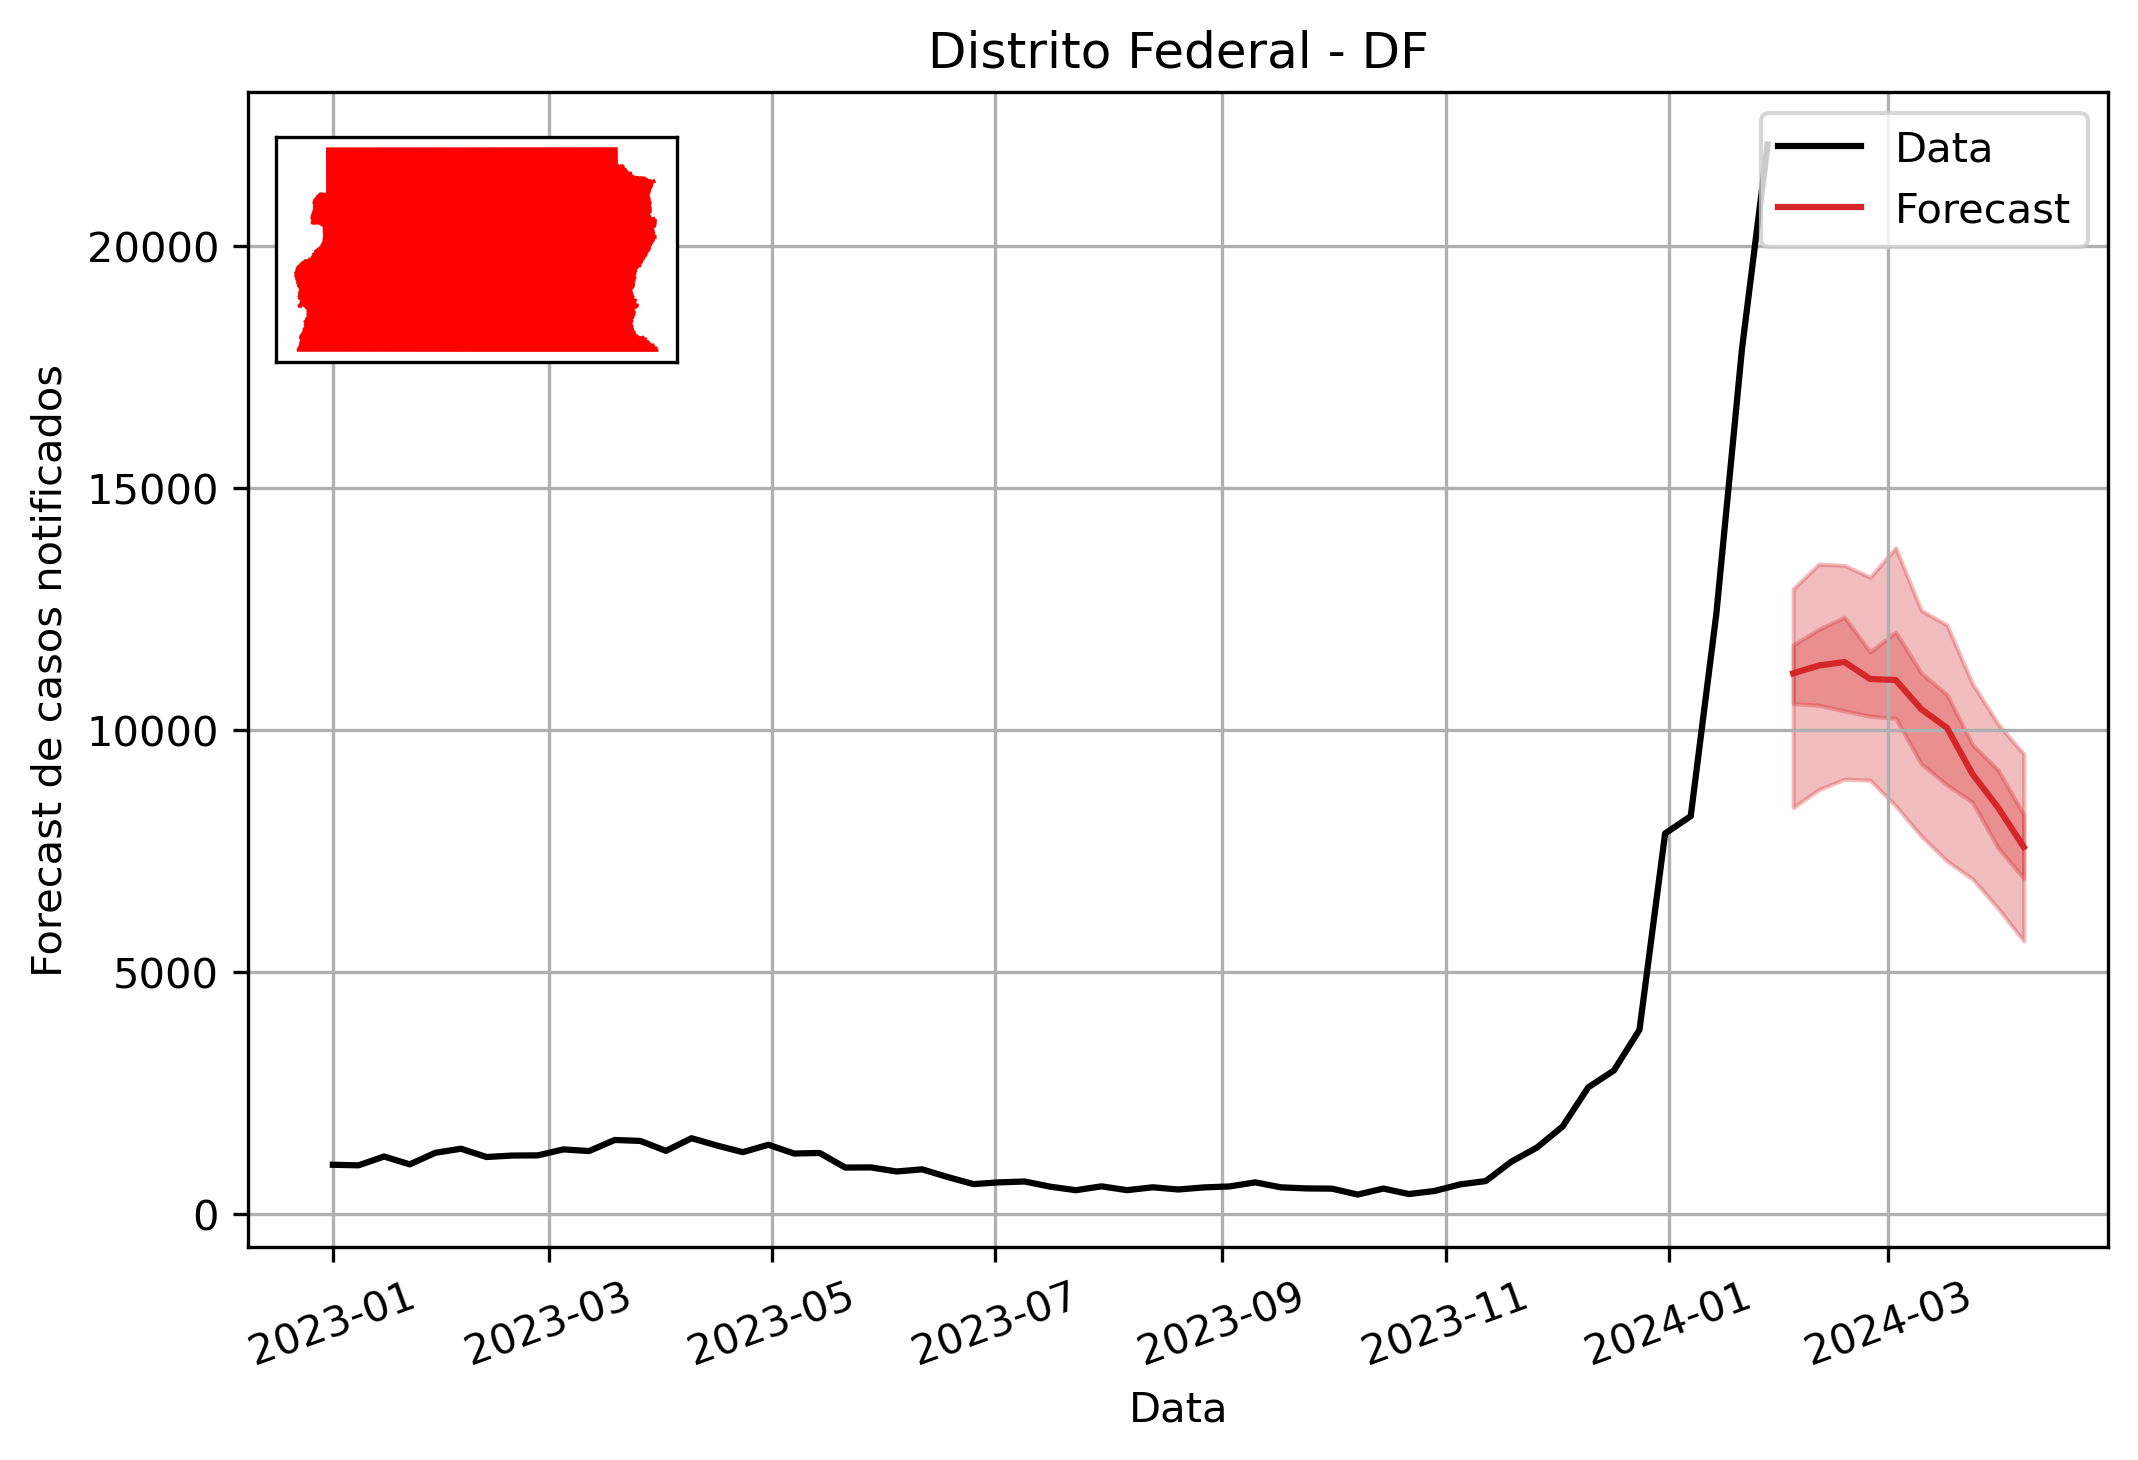 Distrito Federal - DF
Data
Forecast
20000
15000
10000
5000
0
Forecast de casos notificados
2023-01
2023-03
2023-05
2023-07
2023-09
2023-11
2024-01
2024-03
Data